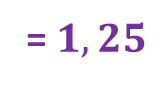 = 1, 25